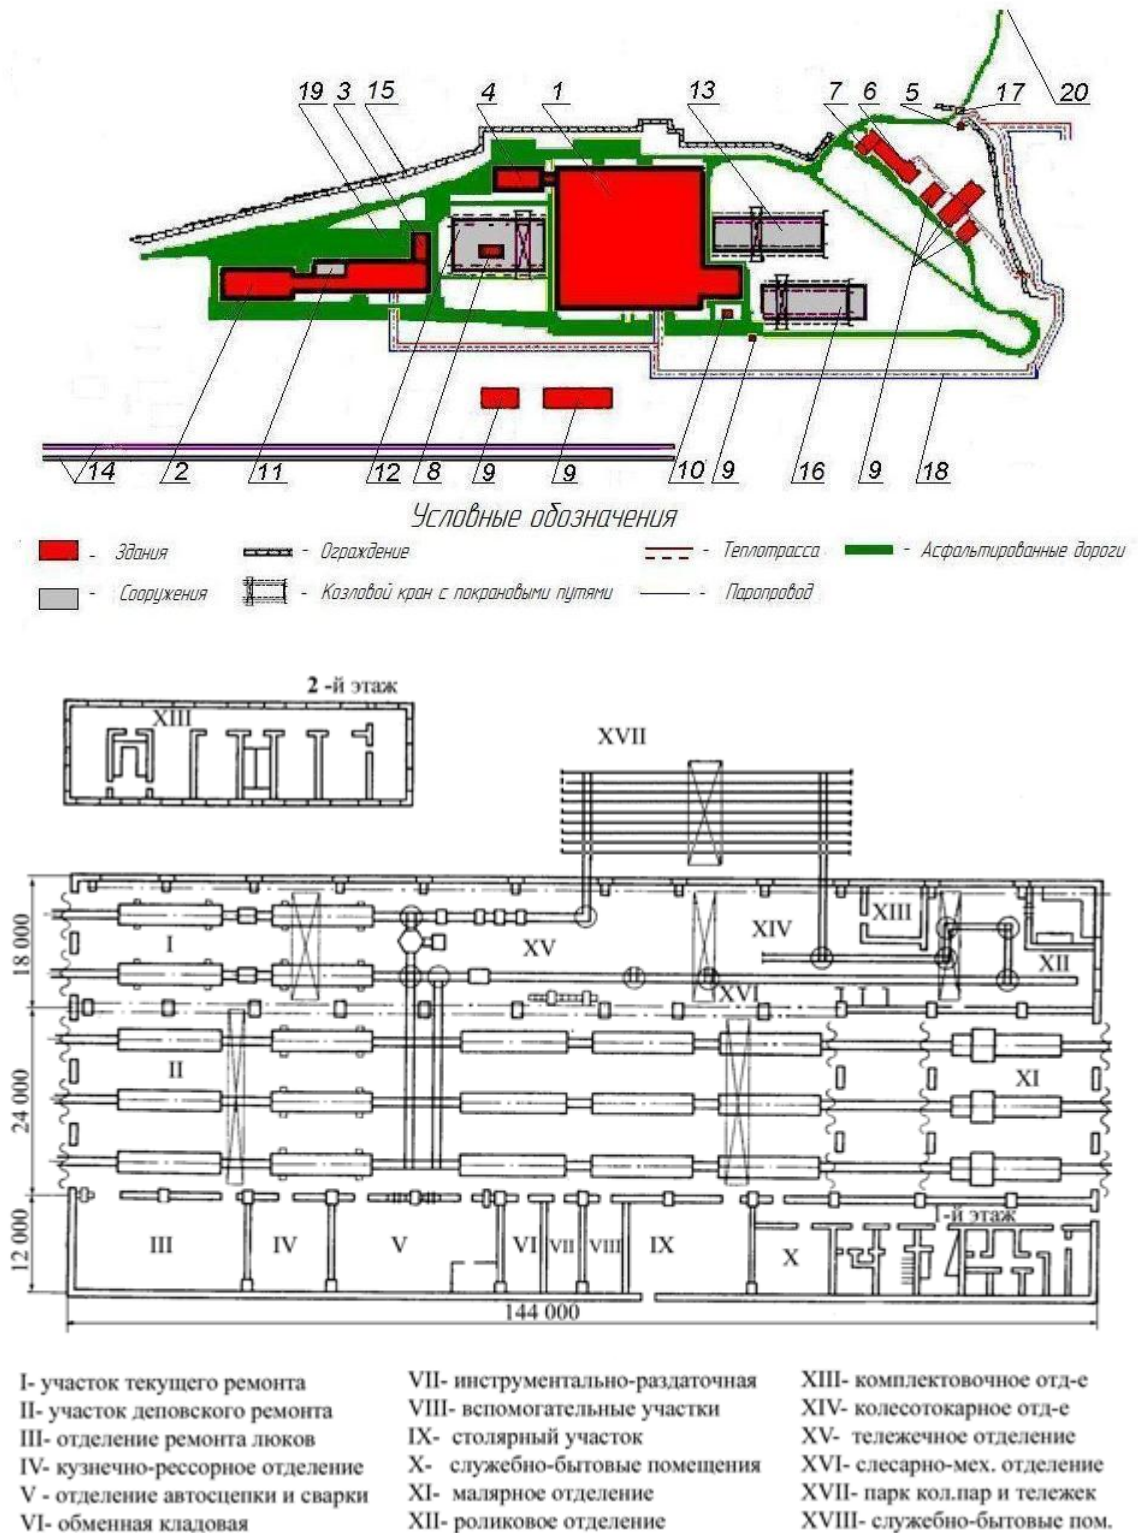 19 3 15 4 1 13 7 6 5 17 20
14 2 11 12 8 9 9 10 9 16 9 18
Условные обозначения
- Здания - Ограждение - Теплотрасса - Асфальтированные дороги
- Сооружения - Козловой кран с покрановыми путями - Паропровод
2 -й этаж
XIII
XVII
18 000
I
XV
XIV
XIII
XII
XVI
24 000
II
XI
12 000
1-й этаж
III IV V VI VII VIII IX X
144 000
I- участок текущего ремонта
II- участок деповского ремонта
III- отделение ремонта люков
IV- кузнечно-рессорное отделение
V - отделение автосцепки и сварки
VI- обменная кладовая
VII- инструментально-раздаточная
VIII- вспомогательные участки
IX- столярный участок
X- служебно-бытовые помещения
XI- малярное отделение
XII- роликовое отделение
XIII- комплектовочное отд-е
XIV- колесотокарное отд-е
XV- тележечное отделение
XVI- слесарно-мех. отделение
XVII- парк кол.пар и тележек
XVIII- служебно-бытовые пом.